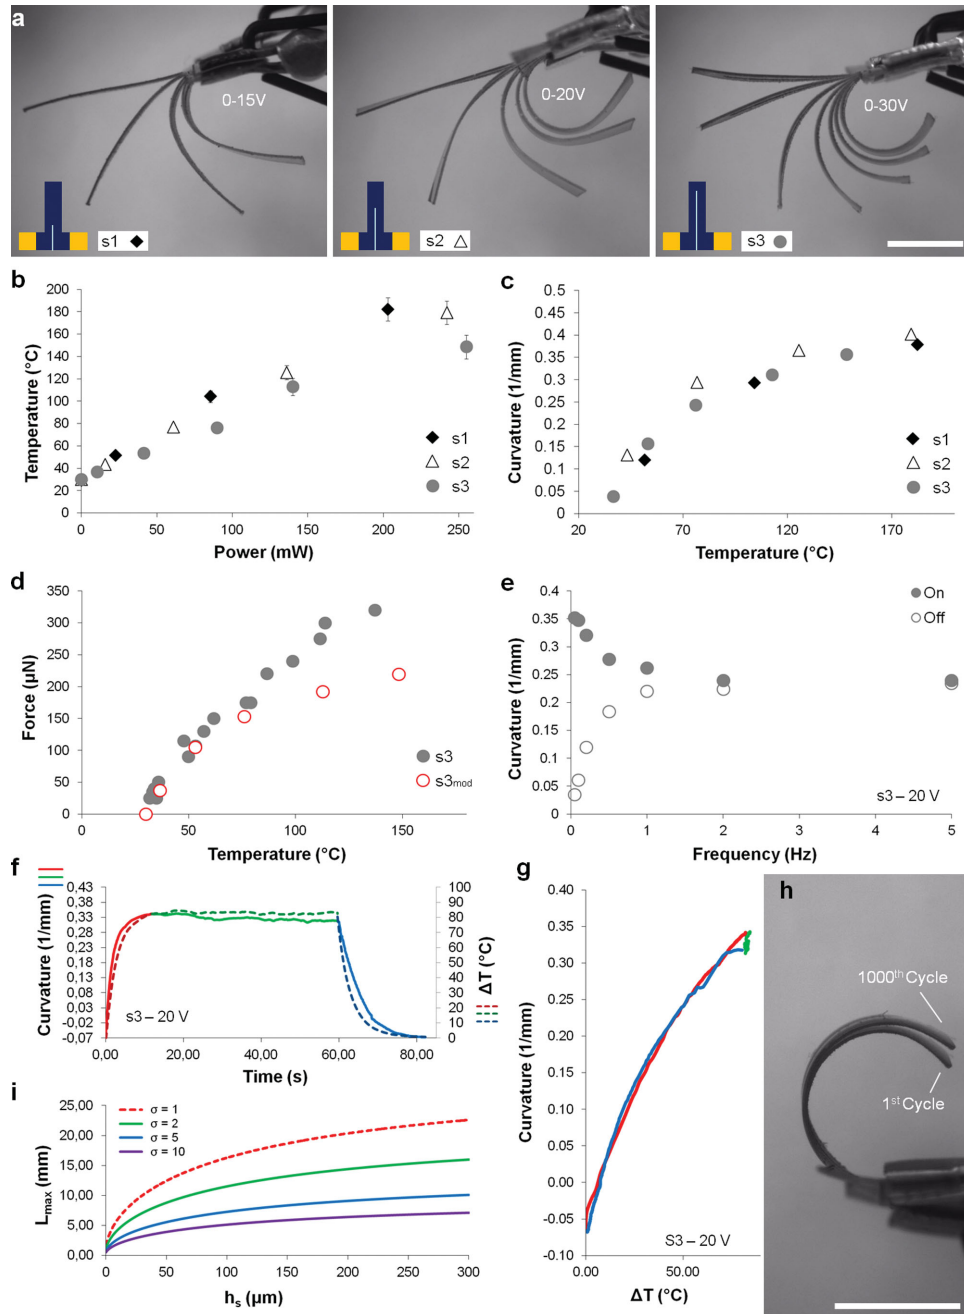 a
0-15V
0-20V
0-30V
s1
s2
s3
b
Temperature (°C)
200
180
160
140
120
100
80
60
40
20
0
0 50 100 150 200 250
Power (mW)
s1
s2
s3
c
Curvature (1/mm)
0.5
0.45
0.4
0.35
0.3
0.25
0.2
0.15
0.1
0.05
0
20 70 120 170
Temperature (°C)
s1
s2
s3
d
Force (µN)
350
300
250
200
150
100
50
0
0 50 100 150
Temperature (°C)
s3
s3mod
e
Curvature (1/mm)
0.4
0.35
0.3
0.25
0.2
0.15
0.1
0.05
0
0 1 2 3 4 5
Frequency (Hz)
On
Off
s3 – 20 V
f
Curvature (1/mm)
0,43
0,38
0,33
0,28
0,23
0,18
0,13
0,08
0,03
-0,02
-0,07
100
90
80
70
60
50
40
30
20
10
0
ΔT (°C)
s3 – 20 V
0,00 20,00 40,00 60,00 80,00
Time (s)
g
Curvature (1/mm)
0.40
0.35
0.30
0.25
0.20
0.15
0.10
0.05
0.00
-0.05
-0.10
S3 – 20 V
0.00 50.00
ΔT (°C)
h
1000th Cycle
1st Cycle
i
Lmax (mm)
25,00
20,00
15,00
10,00
5,00
0,00
σ = 1
σ = 2
σ = 5
σ = 10
0 50 100 150 200 250 300
hs (µm)